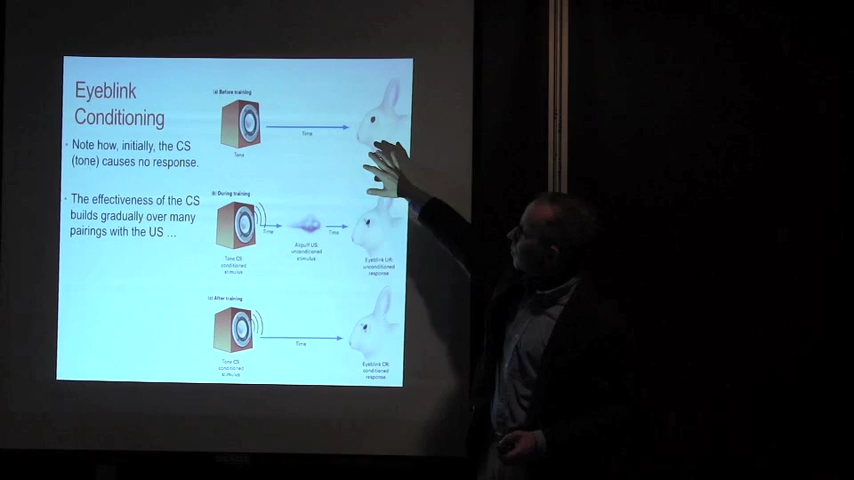 Eyeblink
Conditioning
Note how, initially, the CS
(tone) causes no response.
The effectiveness of the CS
builds gradually over many
pairings with the US …
(a) Before training
Time
Tone
(b) During training
Time
Time
Tone CS
conditioned
stimulus
Airpuff US
unconditioned
stimulus
Eyeblink UR
unconditioned
response
(c) After training
Time
Tone CS
conditioned
stimulus
Eyeblink CR
conditioned
response